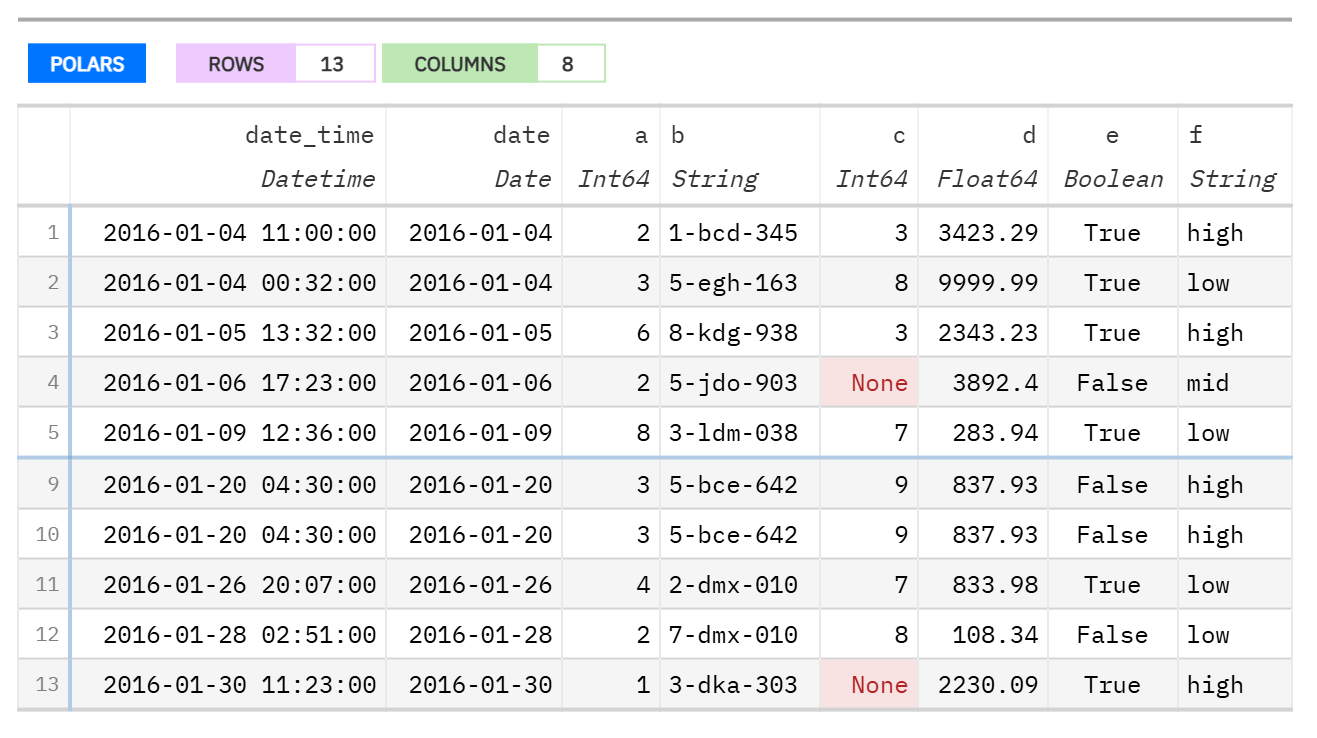 POLARS ROWS 13 COLUMNS 8
date_time date a b c d e f
Datetime Date Int64 String Int64 Float64 Boolean String
1 2016-01-04 11:00:00 2016-01-04 2 1-bcd-345 3 3423.29 True high
2 2016-01-04 00:32:00 2016-01-04 3 5-egh-163 8 9999.99 True low
3 2016-01-05 13:32:00 2016-01-05 6 8-kdg-938 3 2343.23 True high
4 2016-01-06 17:23:00 2016-01-06 2 5-jdo-903 None 3892.4 False mid
5 2016-01-09 12:36:00 2016-01-09 8 3-ldm-038 7 283.94 True low
9 2016-01-20 04:30:00 2016-01-20 3 5-bce-642 9 837.93 False high
10 2016-01-20 04:30:00 2016-01-20 3 5-bce-642 9 837.93 False high
11 2016-01-26 20:07:00 2016-01-26 4 2-dmx-010 7 833.98 True low
12 2016-01-28 02:51:00 2016-01-28 2 7-dmx-010 8 108.34 False low
13 2016-01-30 11:23:00 2016-01-30 1 3-dka-303 None 2230.09 True high